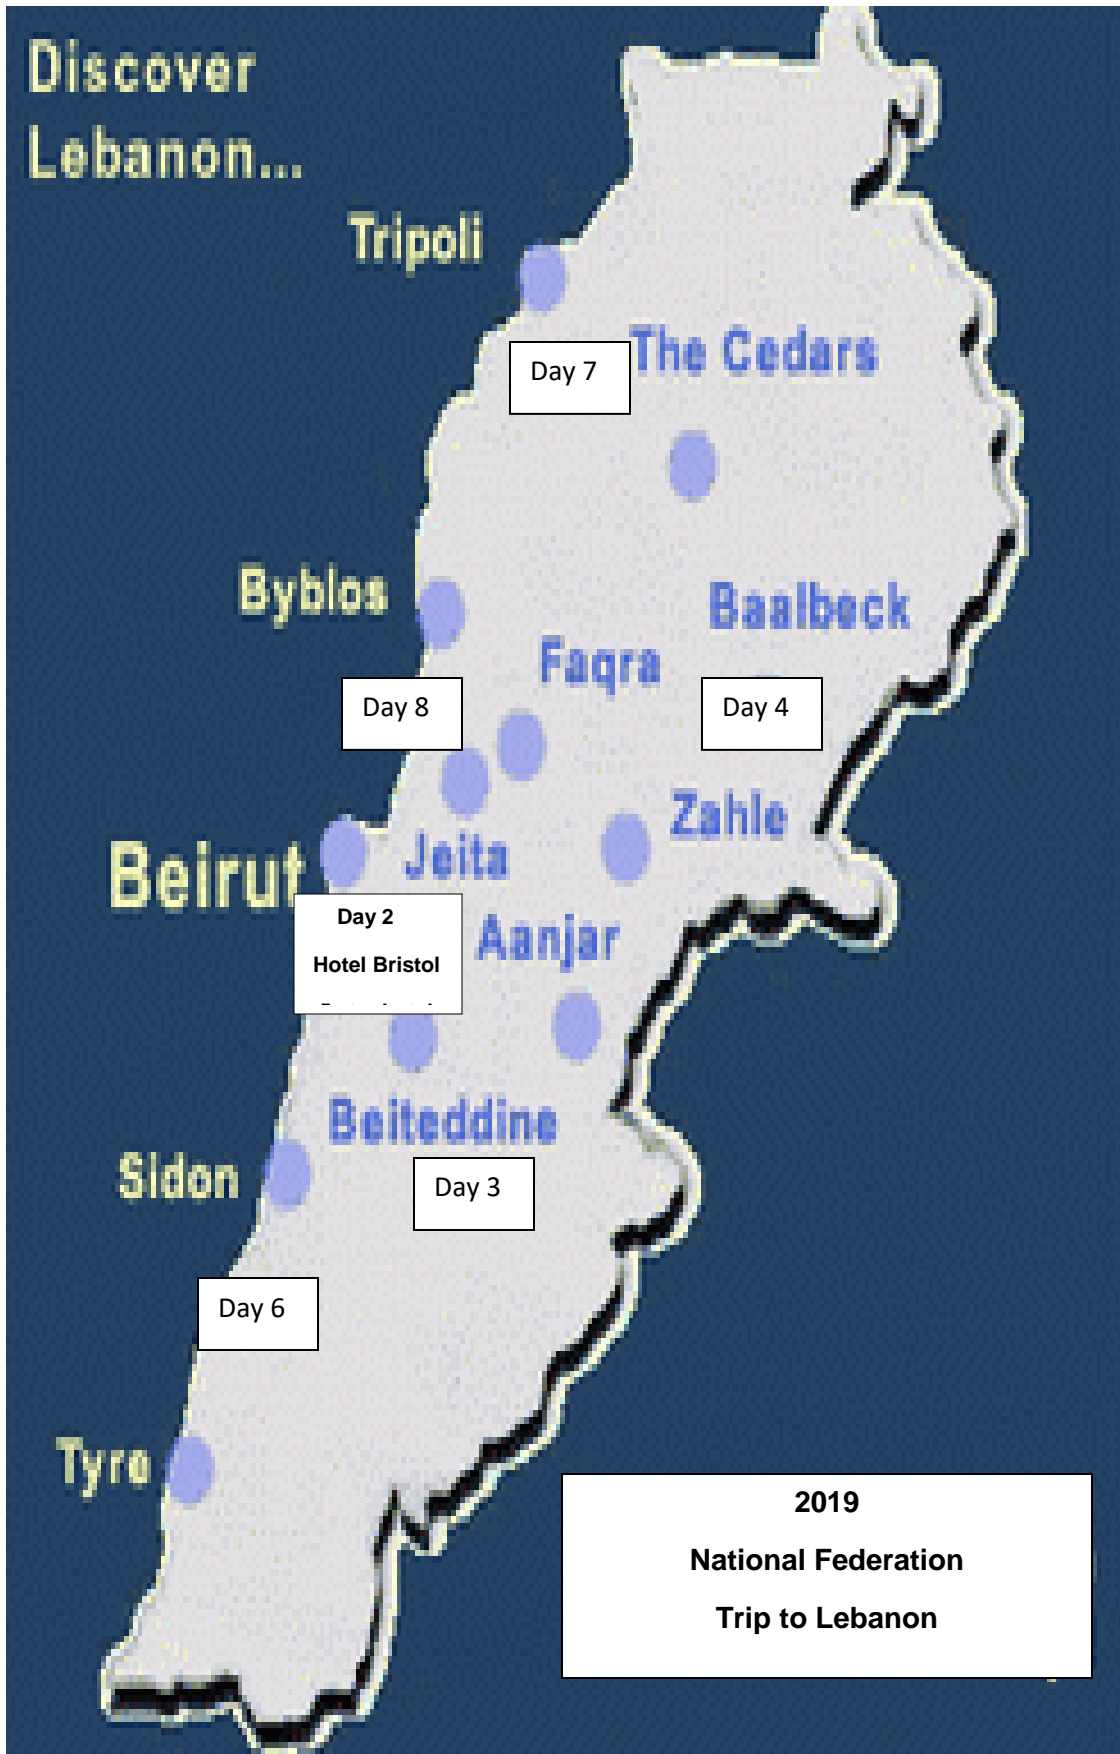 Discover
Lebanon...
Tripoli
The Cedars
Day 7
Byblos
Baalbeck
Faqra
Day 8
Day 4
Zahle
Beirut
Jeita
Day 2
Hotel Bristol
Aanjar
Beiteddine
Sidon
Day 3
Day 6
Tyre
2019
National Federation
Trip to Lebanon